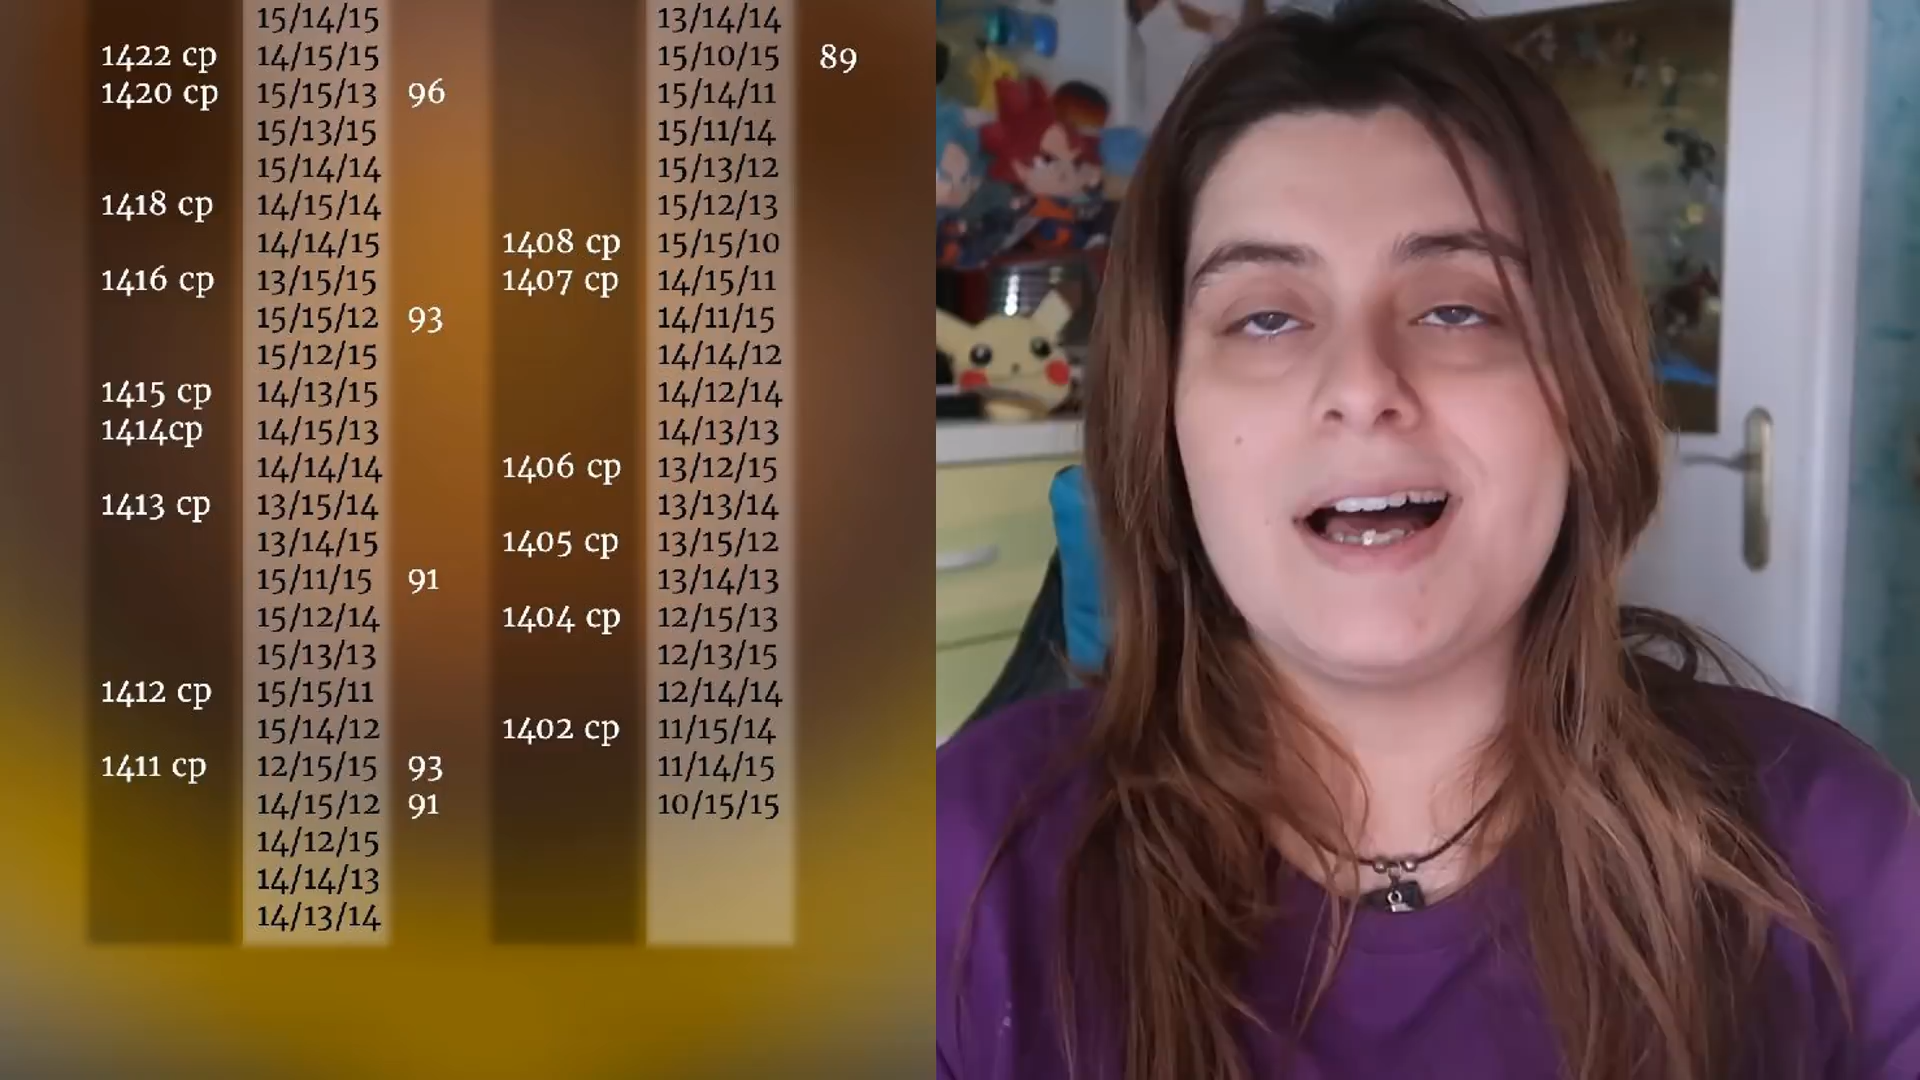 15/14/15
1422 cp 14/15/15
1420 cp 15/15/13 96
15/13/15
15/14/14
1418 cp 14/15/14
14/14/15
1416 cp 13/15/15
15/15/12 93
15/12/15
1415 cp 14/13/15
1414cp 14/15/13
14/14/14
1413 cp 13/15/14
13/14/15
15/11/15 91
15/12/14
15/13/13
1412 cp 15/15/11
15/14/12
1411 cp 12/15/15 93
14/15/12 91
14/12/15
14/14/13
14/13/14
13/14/14
15/10/15 89
15/14/11
15/11/14
15/13/12
15/12/13
1408 cp 15/15/10
1407 cp 14/15/11
14/11/15
14/14/12
14/12/14
14/13/13
1406 cp 13/12/15
13/13/14
1405 cp 13/15/12
13/14/13
1404 cp 12/15/13
12/13/15
12/14/14
1402 cp 11/15/14
11/14/15
10/15/15